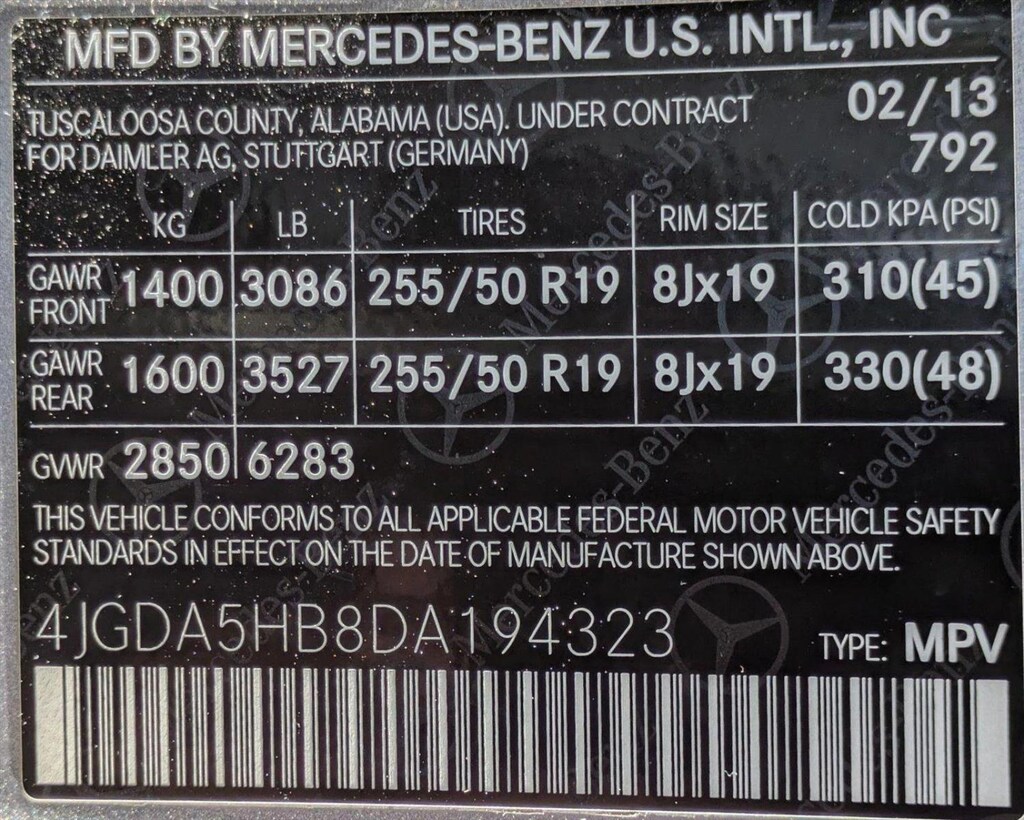 MFD BY MERCEDES-BENZ U.S. INTL., INC
TUSCALOOSA COUNTY, ALABAMA (USA). UNDER CONTRACT 02/13
FOR DAIMLER AG, STUTTGART (GERMANY) 792
KG LB TIRES RIM SIZE COLD KPA (PSI)
GAWR FRONT 1400 3086 255/50 R19 8Jx19 310(45)
GAWR REAR 1600 3527 255/50 R19 8Jx19 330(48)
GVWR 2850 6283
THIS VEHICLE CONFORMS TO ALL APPLICABLE FEDERAL MOTOR VEHICLE SAFETY
STANDARDS IN EFFECT ON THE DATE OF MANUFACTURE SHOWN ABOVE.
4JGDA5HB8DA194323 TYPE: MPV